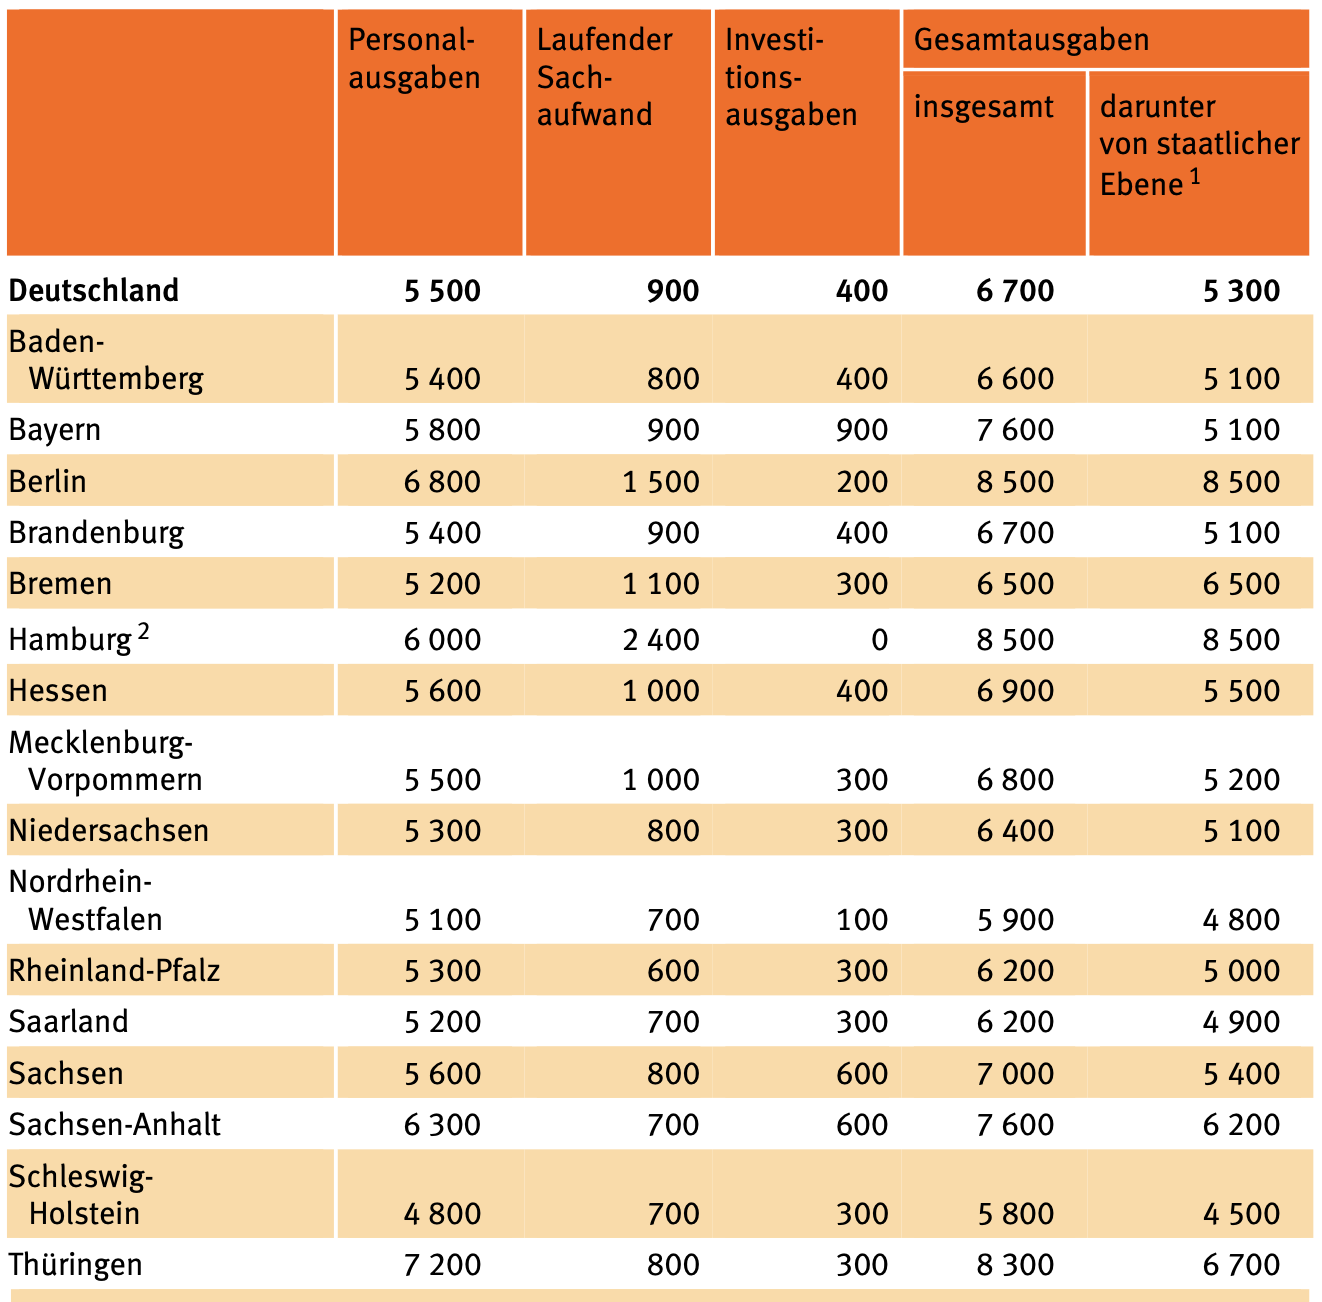 Personal-
ausgaben
Laufender
Sach-
aufwand
Investi-
tions-
ausgaben
Gesamtausgaben
insgesamt
darunter
von staatlicher
Ebene 1
Deutschland 5 500 900 400 6 700 5 300
Baden-
Württemberg 5 400 800 400 6 600 5 100
Bayern 5 800 900 900 7 600 5 100
Berlin 6 800 1 500 200 8 500 8 500
Brandenburg 5 400 900 400 6 700 5 100
Bremen 5 200 1 100 300 6 500 6 500
Hamburg 2 6 000 2 400 0 8 500 8 500
Hessen 5 600 1 000 400 6 900 5 500
Mecklenburg-
Vorpommern 5 500 1 000 300 6 800 5 200
Niedersachsen 5 300 800 300 6 400 5 100
Nordrhein-
Westfalen 5 100 700 100 5 900 4 800
Rheinland-Pfalz 5 300 600 300 6 200 5 000
Saarland 5 200 700 300 6 200 4 900
Sachsen 5 600 800 600 7 000 5 400
Sachsen-Anhalt 6 300 700 600 7 600 6 200
Schleswig-
Holstein 4 800 700 300 5 800 4 500
Thüringen 7 200 800 300 8 300 6 700